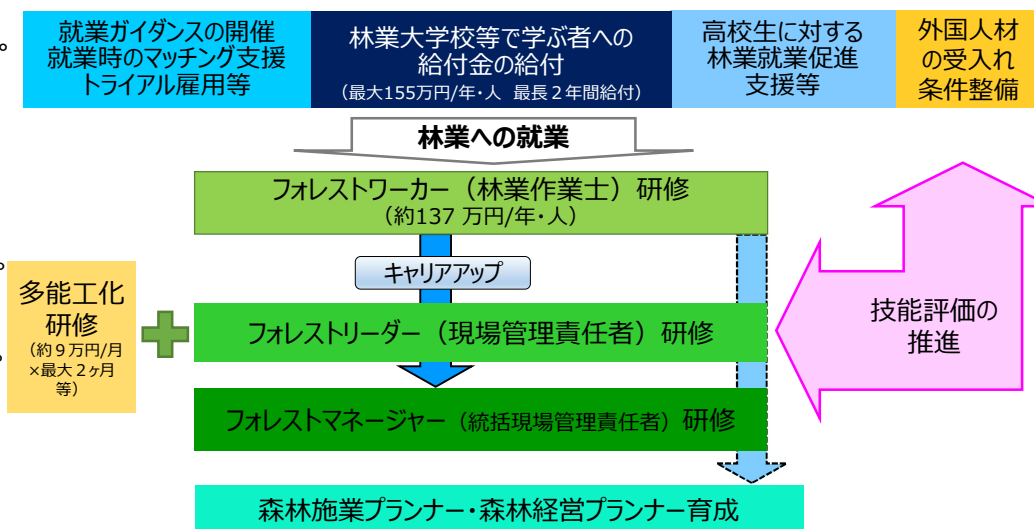 。
就業ガイダンスの開催
就業時のマッチング支援
トライアル雇用等
林業大学校等で学ぶ者への
給付金の給付
（最大155万円/年・人 最長２年間給付）
高校生に対する
林業就業促進
支援等
外国人材
の受入れ
条件整備
林業への就業
フォレストワーカー（林業作業士）研修
（約137 万円/年・人）
キャリアアップ
。
多能工化
研修
（約９万円/月
×最大２ヶ月
等）
。
フォレストリーダー（現場管理責任者）研修
フォレストマネージャー（統括現場管理責任者）研修
技能評価の
推進
森林施業プランナー・森林経営プランナー育成